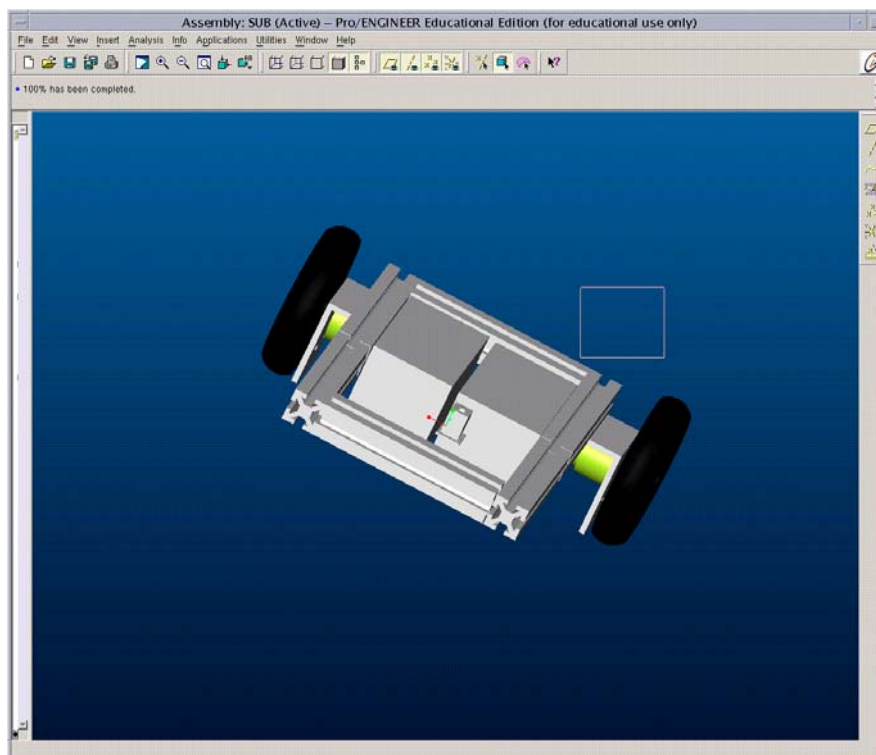 Assembly: SUB (Active) – Pro/ENGINEER Educational Edition (for educational use only)
File Edit View Insert Analysis Info Applications Utilities Window Help
100% has been completed.